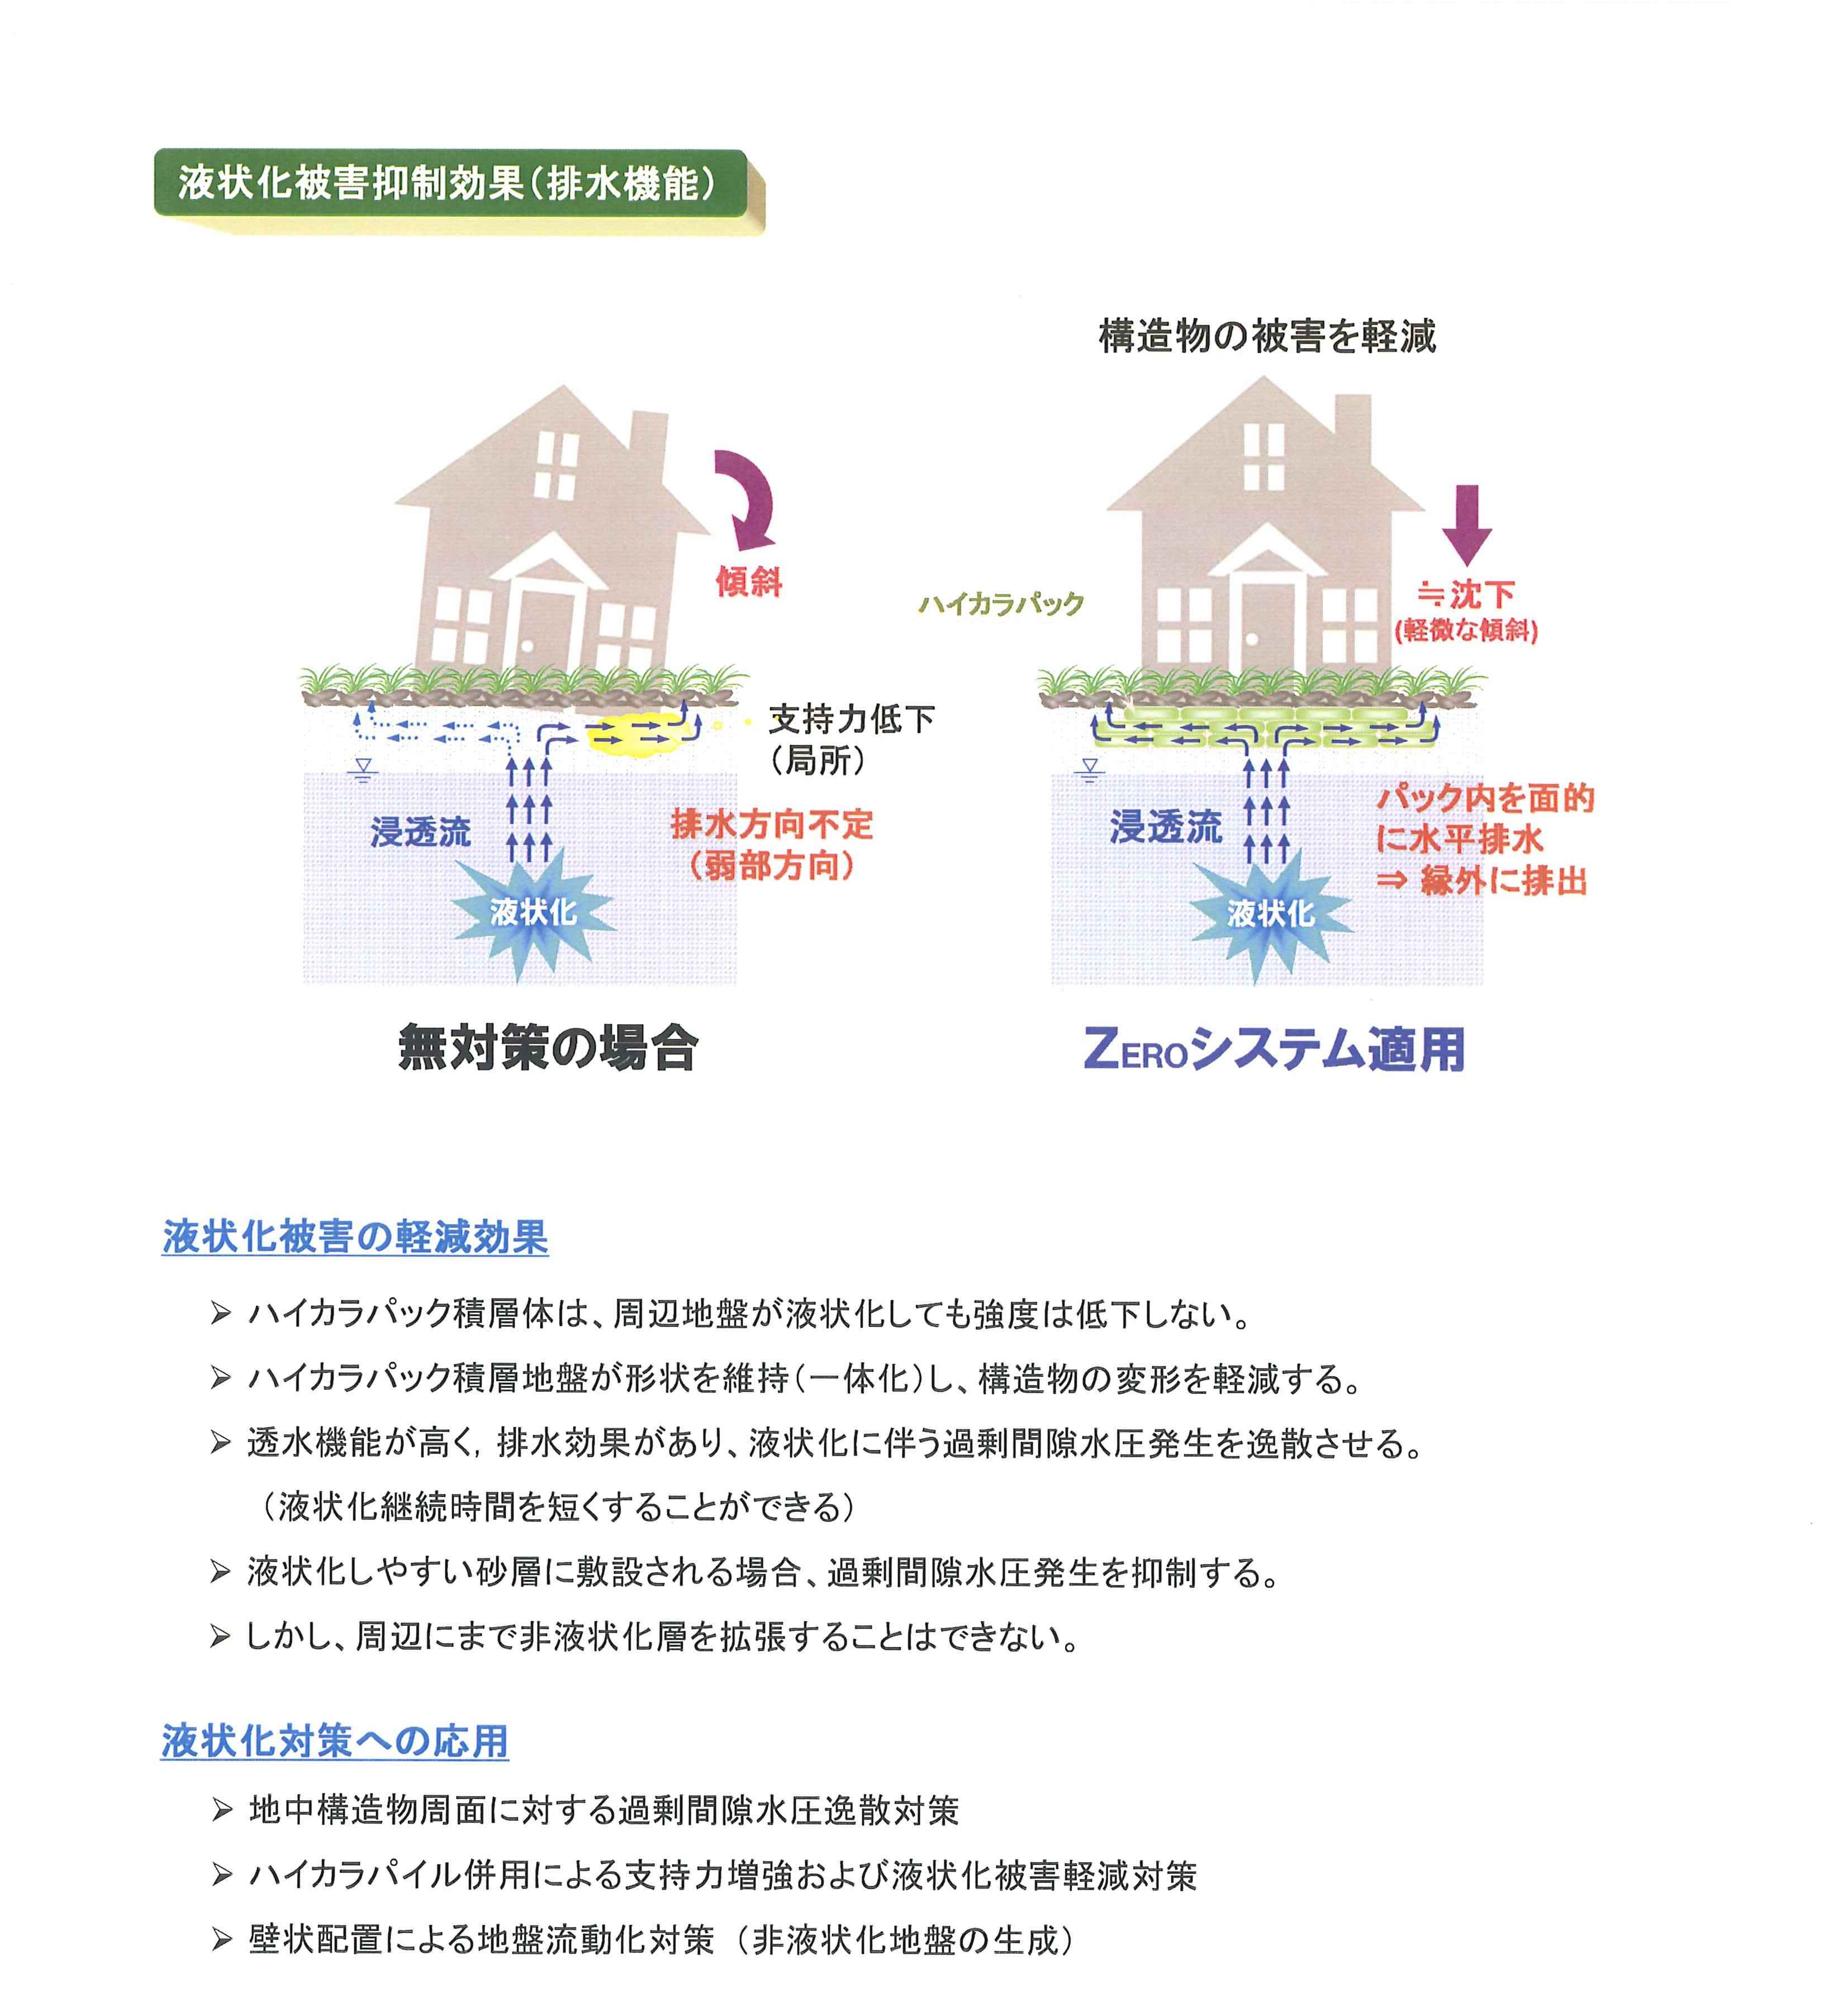 液状化被害抑制効果(排水機能)
構造物の被害を軽減
傾斜
ハイカラパック
≒沈下
(軽微な傾斜)
支持力低下
(局所)
浸透流
排水方向不定
(弱部方向)
液状化
浸透流
パック内を面的
に水平排水
⇒ 縁外に排出
液状化
無対策の場合
ZEROシステム適用
液状化被害の軽減効果
➢ ハイカラパック積層体は、周辺地盤が液状化しても強度は低下しない。
➢ ハイカラパック積層地盤が形状を維持(一体化)し、構造物の変形を軽減する。
➢ 透水機能が高く, 排水効果があり、液状化に伴う過剰間隙水圧発生を逸散させる。
(液状化継続時間を短くすることができる)
➢ 液状化しやすい砂層に敷設される場合、過剰間隙水圧発生を抑制する。
➢ しかし、周辺にまで非液状化層を拡張することはできない。
液状化対策への応用
➢ 地中構造物周面に対する過剰間隙水圧逸散対策
➢ ハイカラパイル併用による支持力増強および液状化被害軽減対策
➢ 壁状配置による地盤流動化対策 (非液状化地盤の生成)